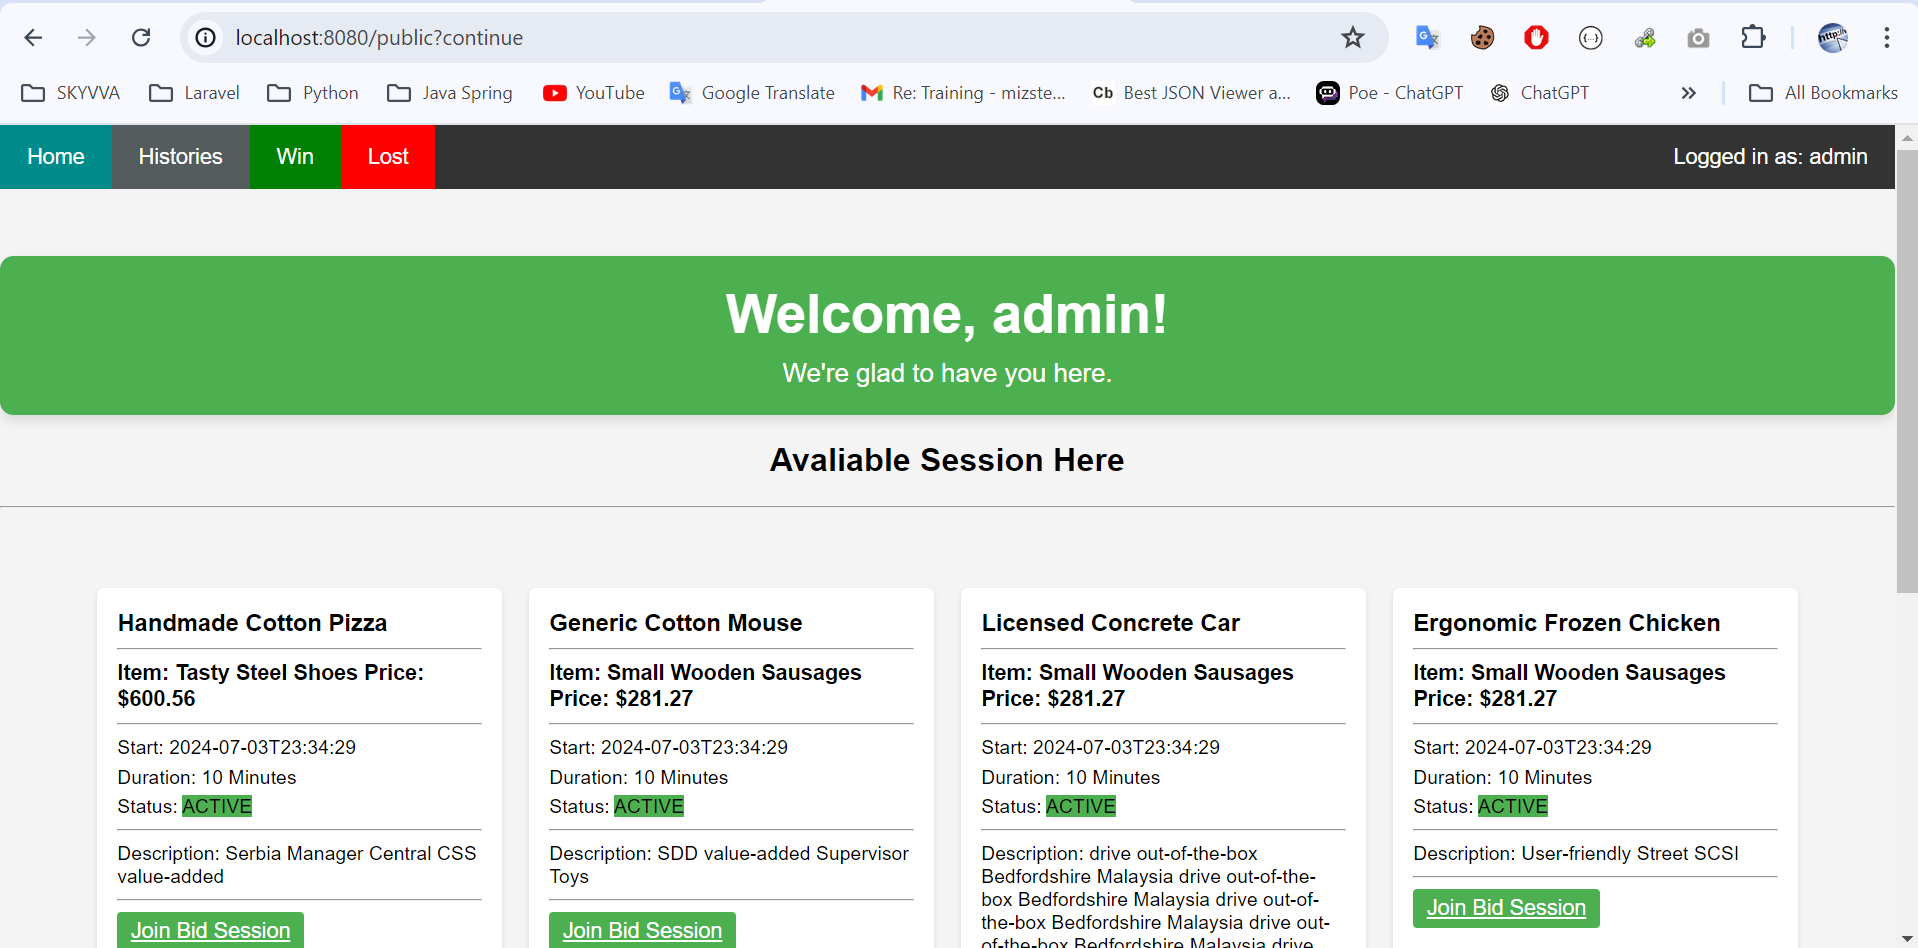 localhost:8080/public?continue
SKYVVA Laravel Python Java Spring YouTube Google Translate Re: Training - mizste... Cb Best JSON Viewer a... Poe - ChatGPT ChatGPT » All Bookmarks
Home Histories Win Lost Logged in as: admin
Welcome, admin!
We're glad to have you here.
Avaliable Session Here
Handmade Cotton Pizza
Item: Tasty Steel Shoes Price:
$600.56
Start: 2024-07-03T23:34:29
Duration: 10 Minutes
Status: ACTIVE
Description: Serbia Manager Central CSS
value-added
Join Bid Session
Generic Cotton Mouse
Item: Small Wooden Sausages
Price: $281.27
Start: 2024-07-03T23:34:29
Duration: 10 Minutes
Status: ACTIVE
Description: SDD value-added Supervisor
Toys
Join Bid Session
Licensed Concrete Car
Item: Small Wooden Sausages
Price: $281.27
Start: 2024-07-03T23:34:29
Duration: 10 Minutes
Status: ACTIVE
Description: drive out-of-the-box
Bedfordshire Malaysia drive out-of-the-
box Bedfordshire Malaysia drive out-of-
the-box Bedfordshire Malaysia drive out-
of-the-box Bedfordshire Malaysia drive
Ergonomic Frozen Chicken
Item: Small Wooden Sausages
Price: $281.27
Start: 2024-07-03T23:34:29
Duration: 10 Minutes
Status: ACTIVE
Description: User-friendly Street SCSI
Join Bid Session